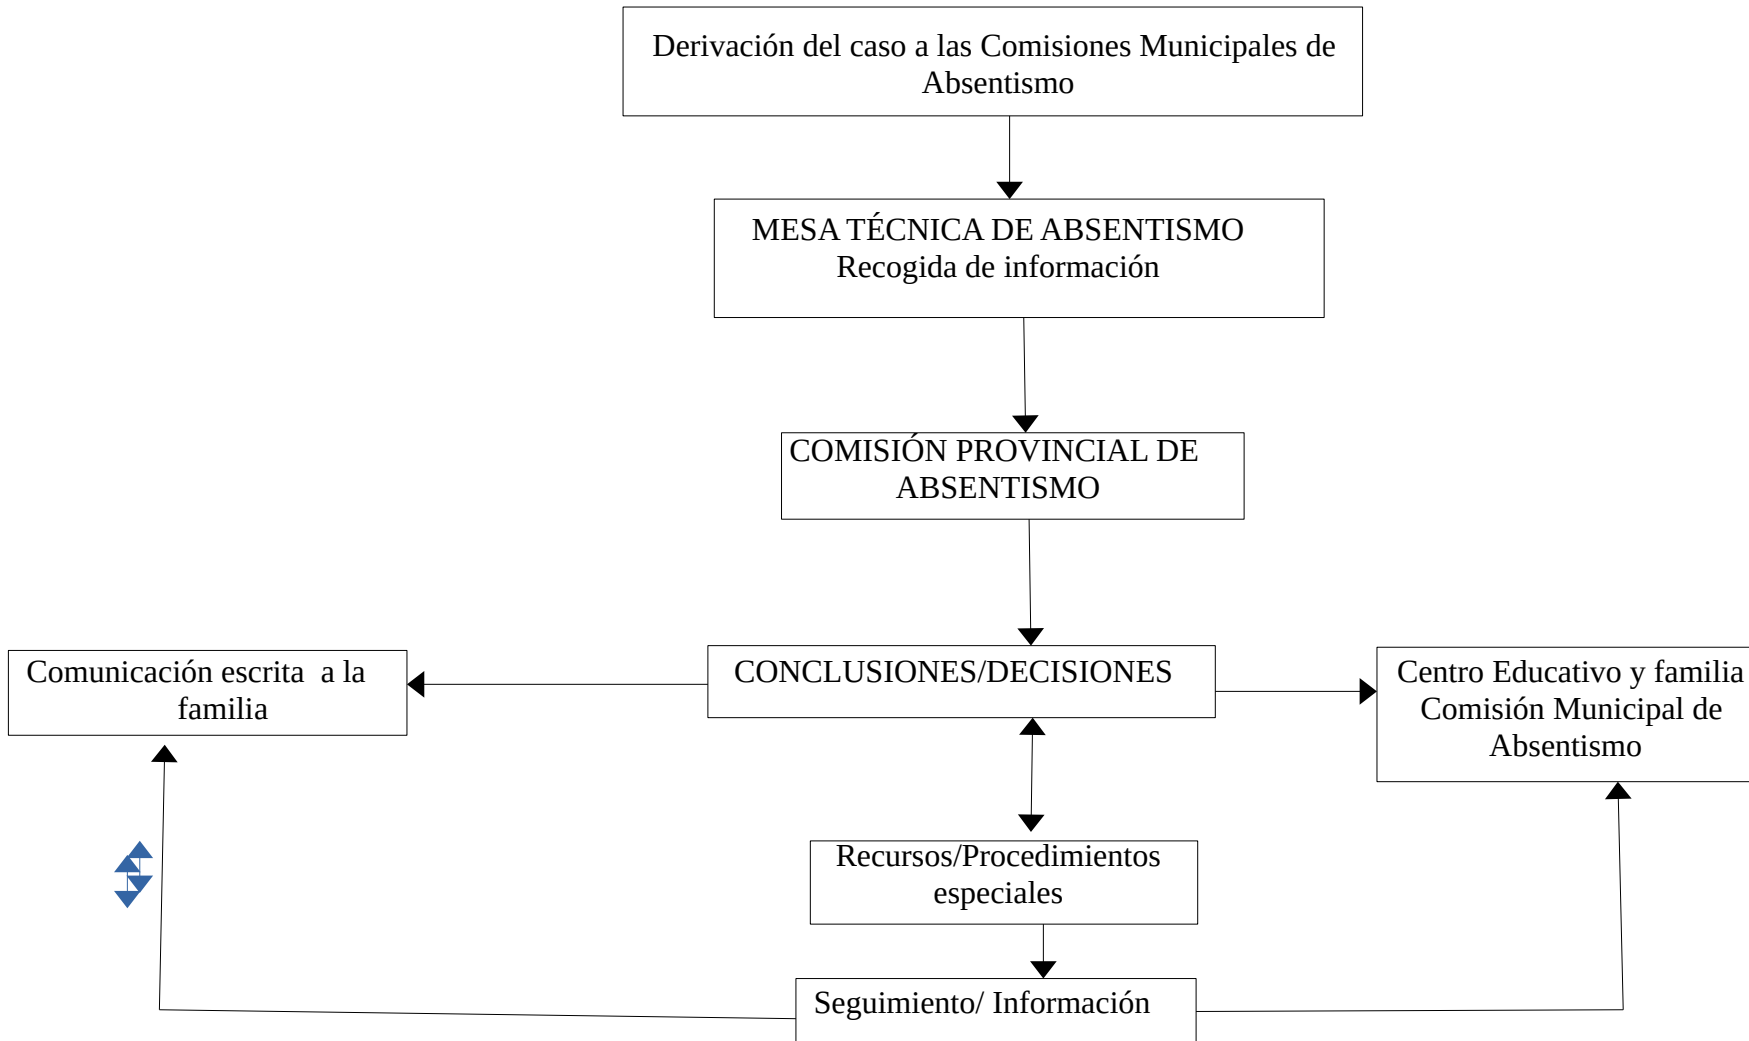 Derivación del caso a las Comisiones Municipales de
Absentismo
MESA TÉCNICA DE ABSENTISMO
Recogida de información
COMISIÓN PROVINCIAL DE
ABSENTISMO
Comunicación escrita a la
familia
CONCLUSIONES/DECISIONES
Centro Educativo y familia
Comisión Municipal de
Absentismo
Recursos/Procedimientos
especiales
Seguimiento/ Información